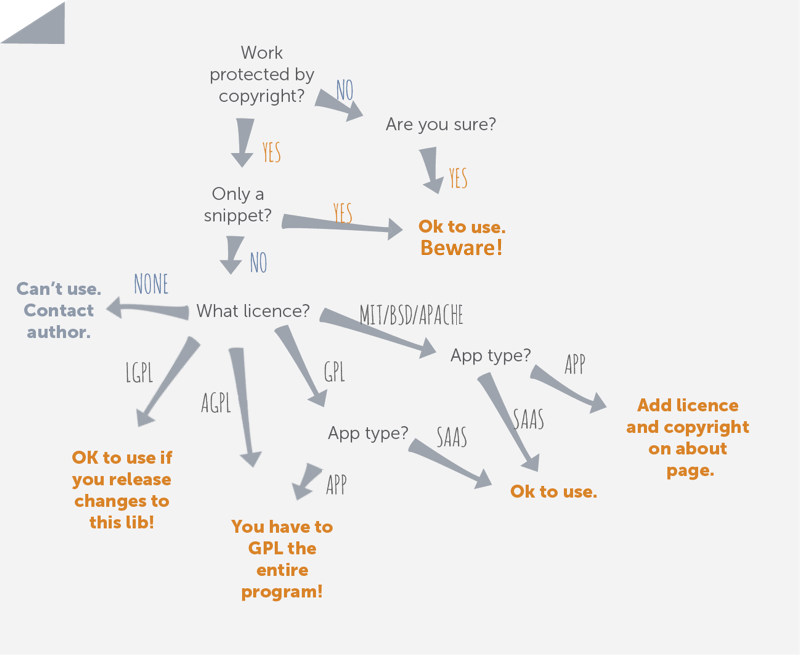 Work
protected by
copyright?
NO
Are you sure?
YES
YES
Only a
snippet?
YES
Ok to use.
Beware!
NO
NONE
Can't use.
Contact
author.
What licence?
MIT/BSD/APACHE
App type?
APP
LGPL
GPL
AGPL
SAAS
Add licence
and copyright
on about
page.
App type?
SAAS
OK to use if
you release
changes to
this lib!
APP
Ok to use.
You have to
GPL the
entire
program!